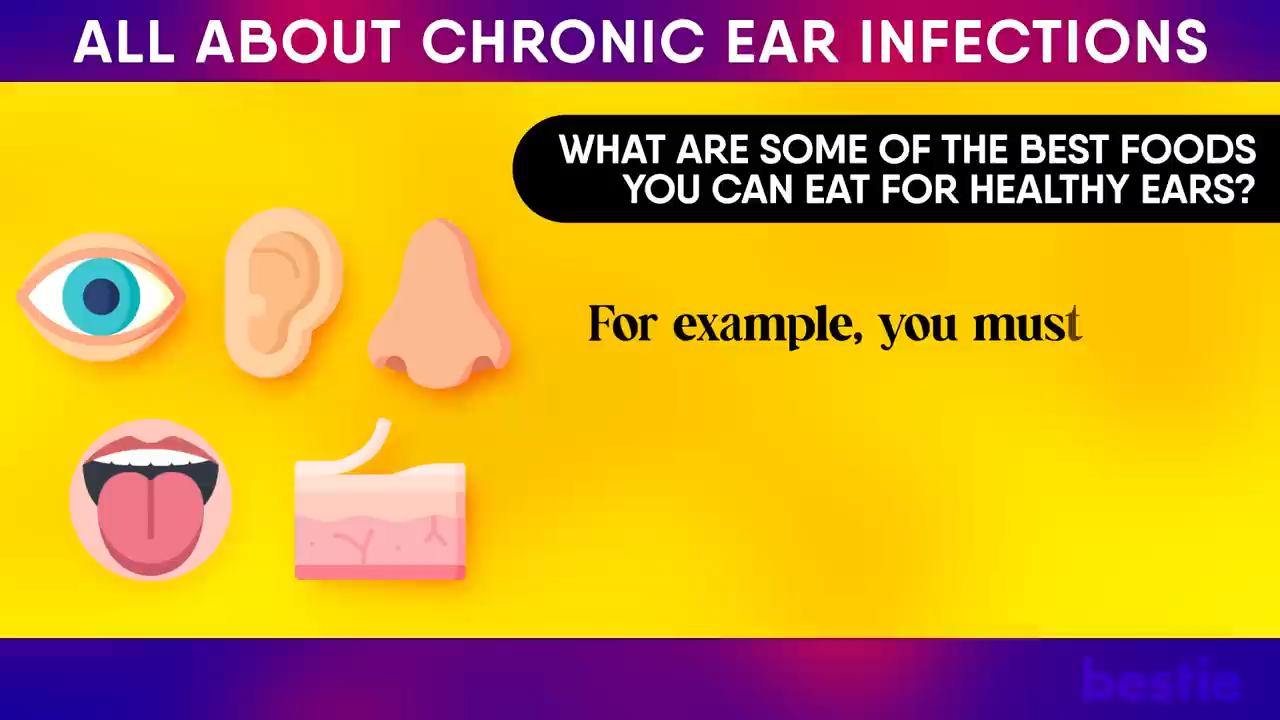 ALL ABOUT CHRONIC EAR INFECTIONS
WHAT ARE SOME OF THE BEST FOODS
YOU CAN EAT FOR HEALTHY EARS?
For example, you must
bestie